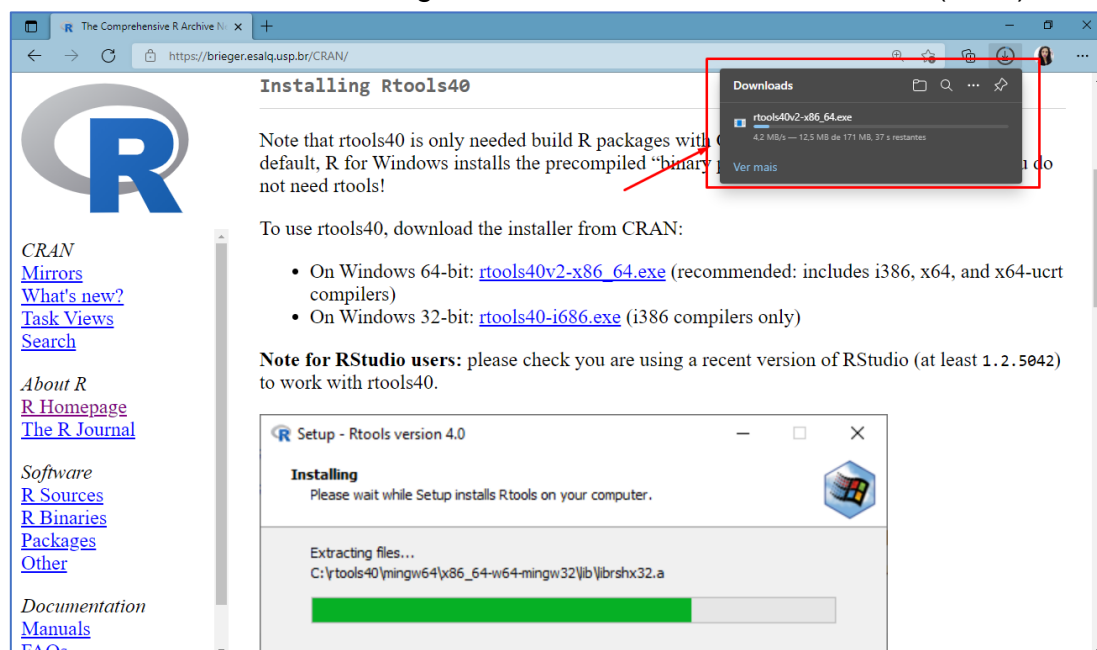 The Comprehensive R Archive N
https://brieger.esalq.usp.br/CRAN/
Installing Rtools40
Downloads
rtools40v2-x86_64.exe
4,2 MB/s — 12,5 MB de 171 MB, 37 s restantes
Ver mais
Note that rtools40 is only needed build R packages with
default, R for Windows installs the precompiled “binary do
not need rtools!
To use rtools40, download the installer from CRAN:
• On Windows 64-bit: rtools40v2-x86_64.exe (recommended: includes i386, x64, and x64-ucrt
compilers)
• On Windows 32-bit: rtools40-i686.exe (i386 compilers only)
Note for RStudio users: please check you are using a recent version of RStudio (at least 1.2.5042)
to work with rtools40.
R
CRAN
Mirrors
What's new?
Task Views
Search
About R
R Homepage
The R Journal
Software
R Sources
R Binaries
Packages
Other
Documentation
Manuals
FAQs
Setup - Rtools version 4.0
Installing
Please wait while Setup installs Rtools on your computer.
Extracting files...
C:\rtools40\mingw64\x86_64-w64-mingw32\lib\librshx32.a